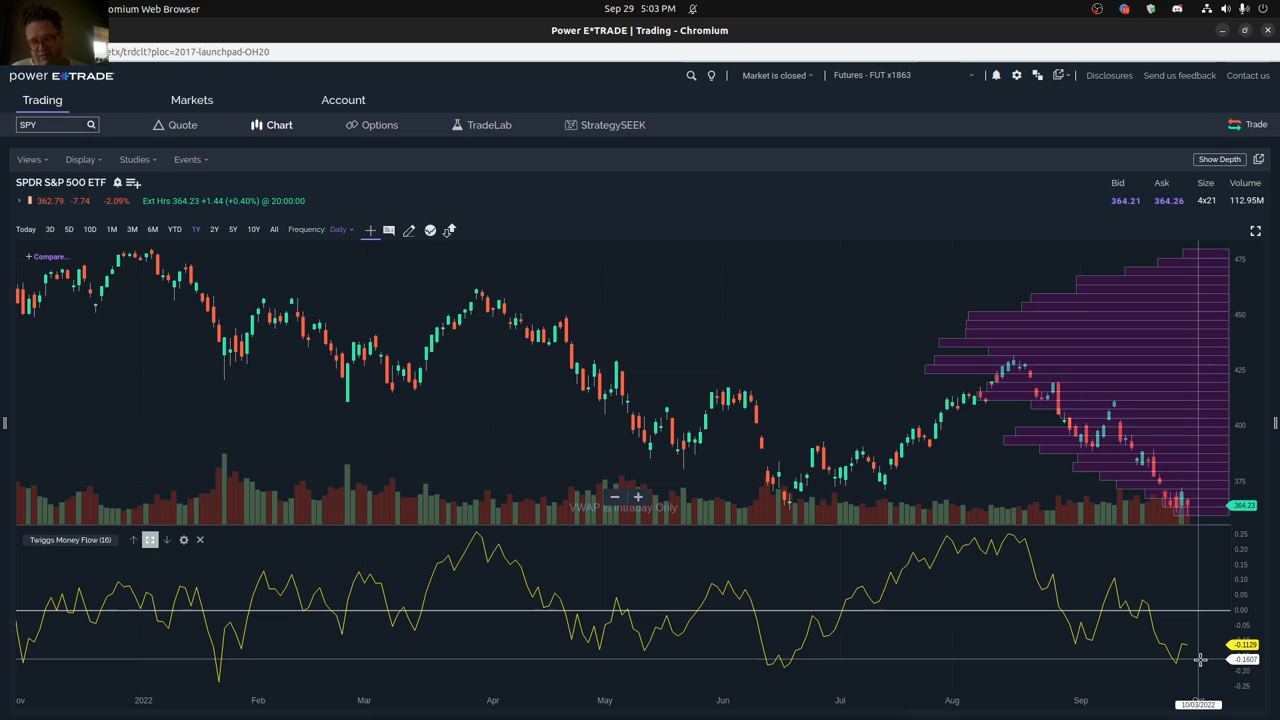 omium Web Browser
Sep 29 5:03 PM
Power E*TRADE | Trading - Chromium
etx/trdclt?ploc=2017-launchpad-OH20
power E*TRADE
Market is closed
Futures - FUT x1863
Disclosures
Send us feedback
Contact us
Trading
Markets
Account
SPY
Quote
Chart
Options
TradeLab
StrategySEEK
Trade
Views
Display
Studies
Events
Show Depth
SPDR S&P 500 ETF
Bid
Ask
Size
Volume
362.79 -7.74 -2.09% Ext Hrs 364.23 +1.44 (+0.40%) @ 20:00:00
364.21
364.26
4x21
112.95M
Today 3D 5D 10D 1M 3M 6M YTD 1Y 2Y 5Y 10Y All Frequency: Daily
+ Compare...
475
450
425
400
375
364.23
VWAP is Intraday Only
Twiggs Money Flow (16)
0.25
0.20
0.15
0.10
0.05
0.00
-0.05
-0.1129
-0.1607
-0.20
-0.25
ov 2022 Feb Mar Apr May Jun Jul Aug Sep
10/03/2022